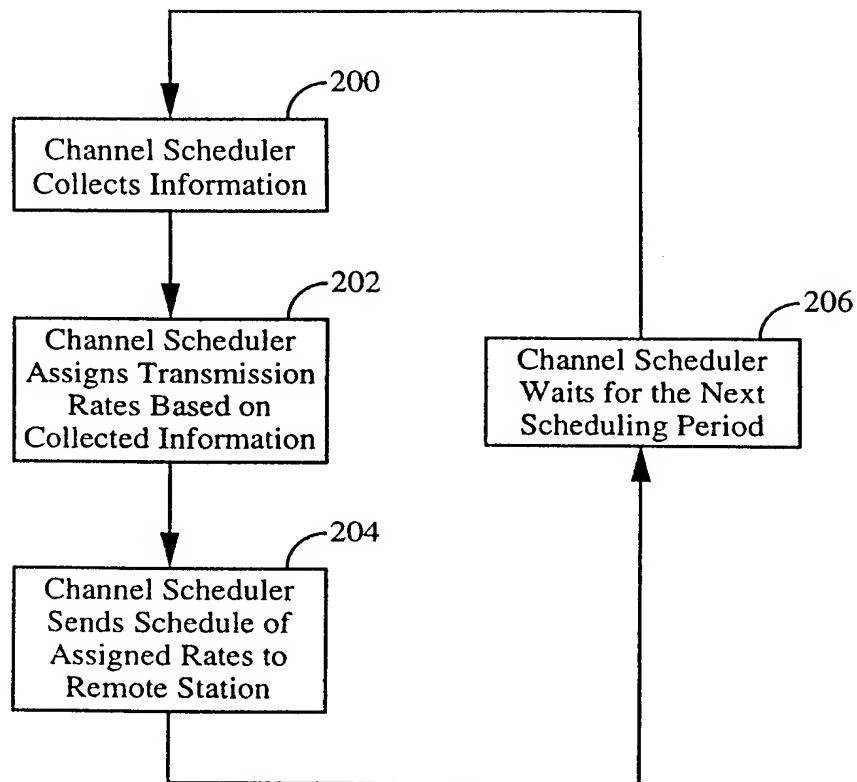 200
Channel Scheduler
Collects Information
202
Channel Scheduler
Assigns Transmission
Rates Based on
Collected Information
204
Channel Scheduler
Sends Schedule of
Assigned Rates to
Remote Station
206
Channel Scheduler
Waits for the Next
Scheduling Period